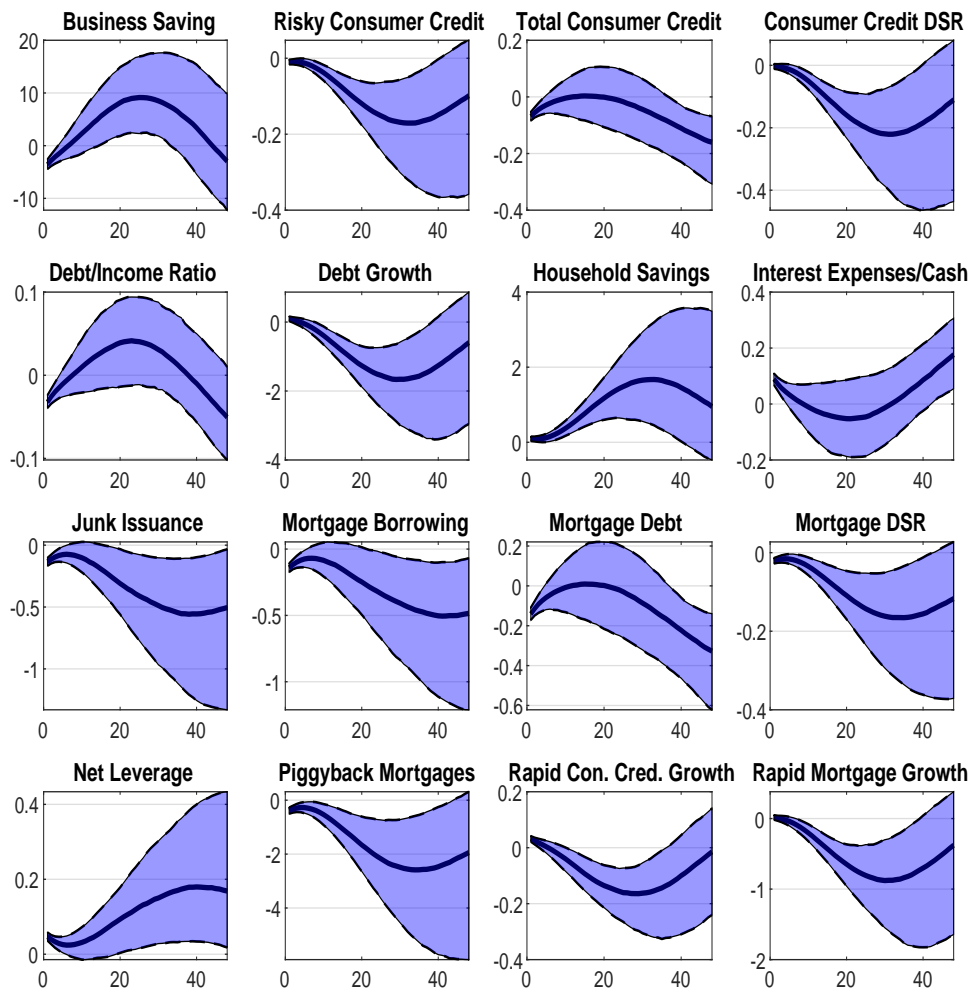 Business Saving Risky Consumer Credit Total Consumer Credit Consumer Credit DSR
20 0 0.2 0
10 -0.2 0 -0.2
0 -0.4 -0.2 -0.4
-10 -0.4
0 20 40 0 20 40 0 20 40 0 20 40
Debt/Income Ratio Debt Growth Household Savings Interest Expenses/Cash
0.1 0 4 0.4
0 -2 2 0.2
-0.1 -4 0 0
-0.2
0 20 40 0 20 40 0 20 40 0 20 40
Junk Issuance Mortgage Borrowing Mortgage Debt Mortgage DSR
0 0 0.2 0
-0.5 -0.5 0 -0.2
-1 -1 -0.2 -0.4
-0.4
-0.6
0 20 40 0 20 40 0 20 40 0 20 40
Net Leverage Piggyback Mortgages Rapid Con. Cred. Growth Rapid Mortgage Growth
0.4 0 0.2 0
0.2 -2 0 -1
0 -4 -0.2 -2
-0.4
0 20 40 0 20 40 0 20 40 0 20 40